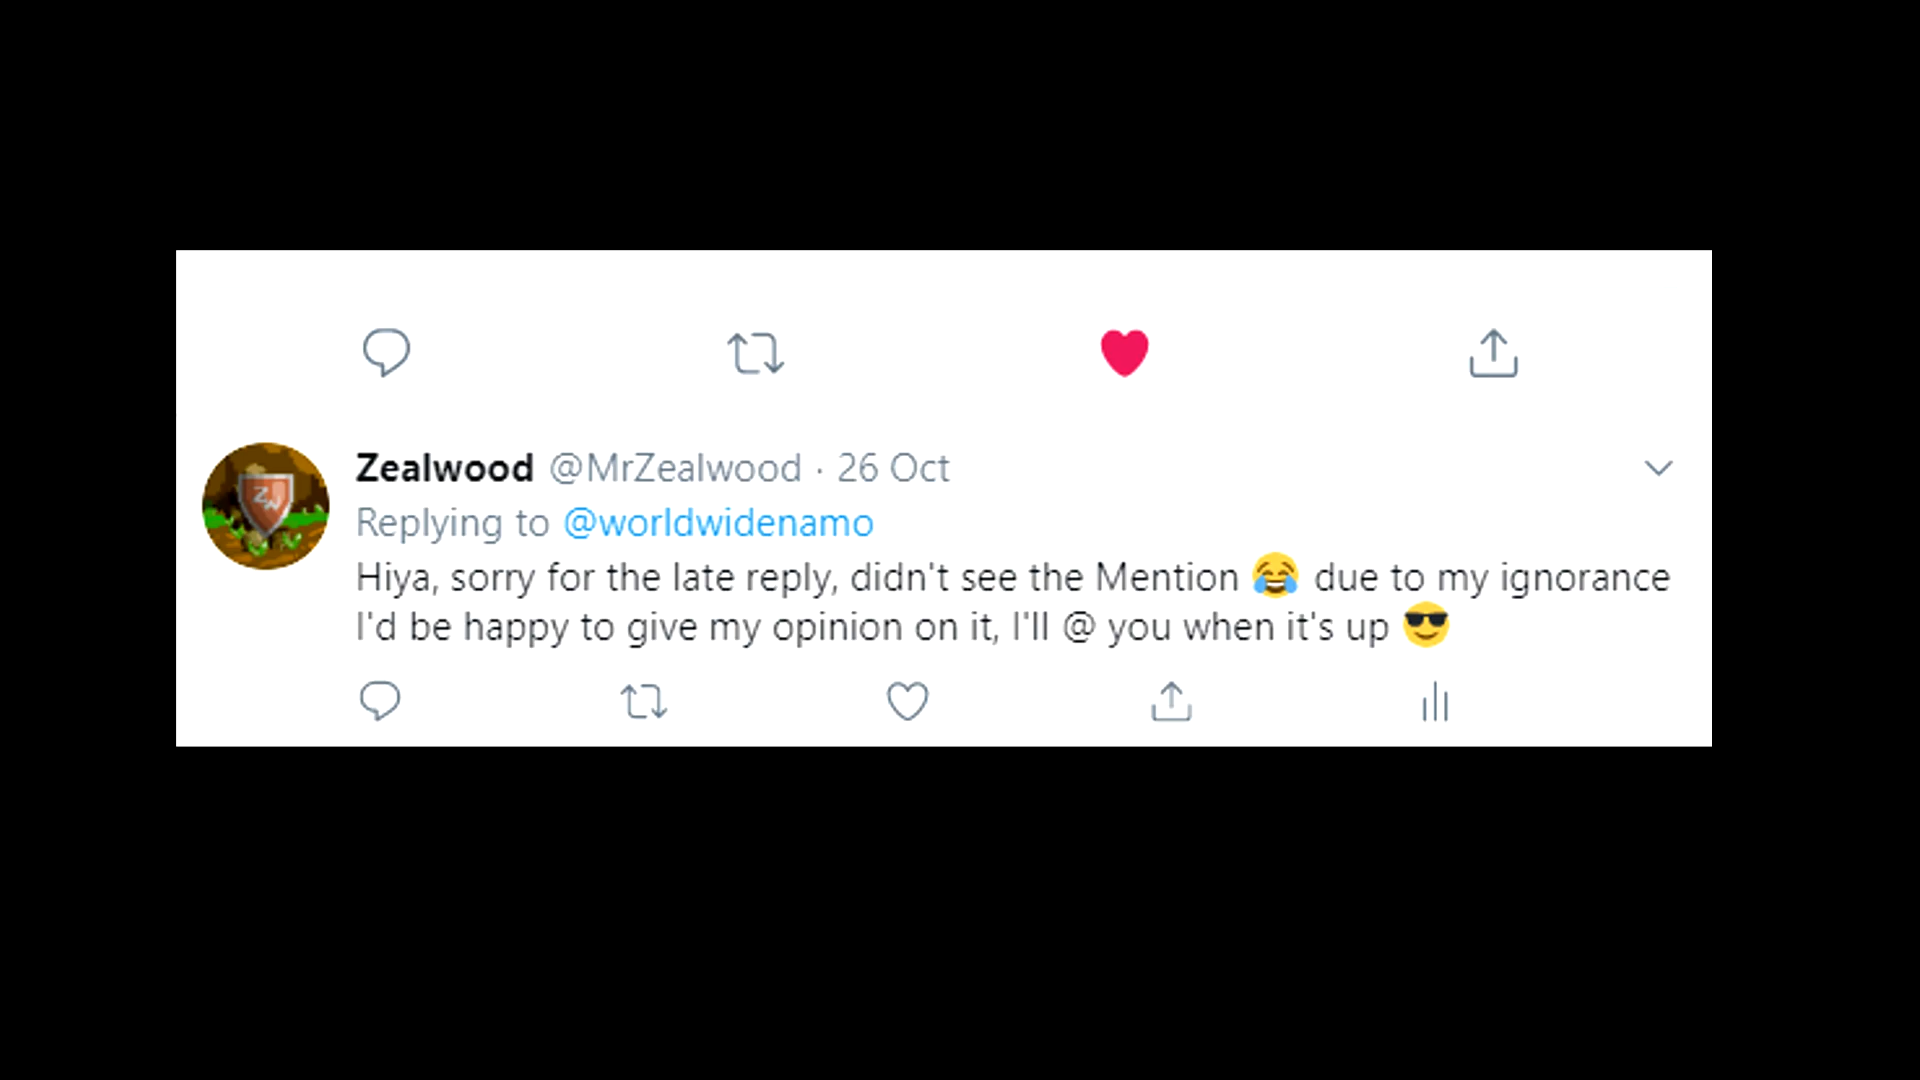 Zealwood @MrZealwood · 26 Oct
Replying to @worldwidenamo
Hiya, sorry for the late reply, didn't see the Mention 😂 due to my ignorance
I'd be happy to give my opinion on it, I'll @ you when it's up 😎
ZW